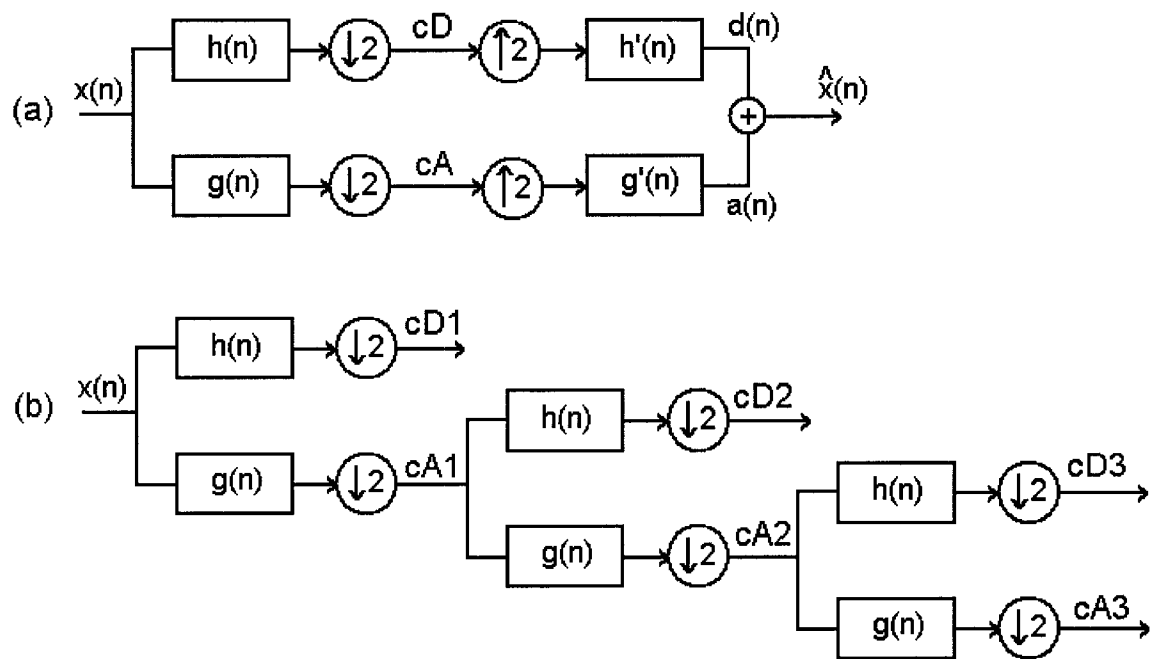 (a)
x(n)
h(n)
↓2
cD
↑2
h'(n)
d(n)
g(n)
↓2
cA
↑2
g'(n)
a(n)
+
x̂(n)
(b)
x(n)
h(n)
↓2
cD1
g(n)
↓2
cA1
h(n)
↓2
cD2
g(n)
↓2
cA2
h(n)
↓2
cD3
g(n)
↓2
cA3